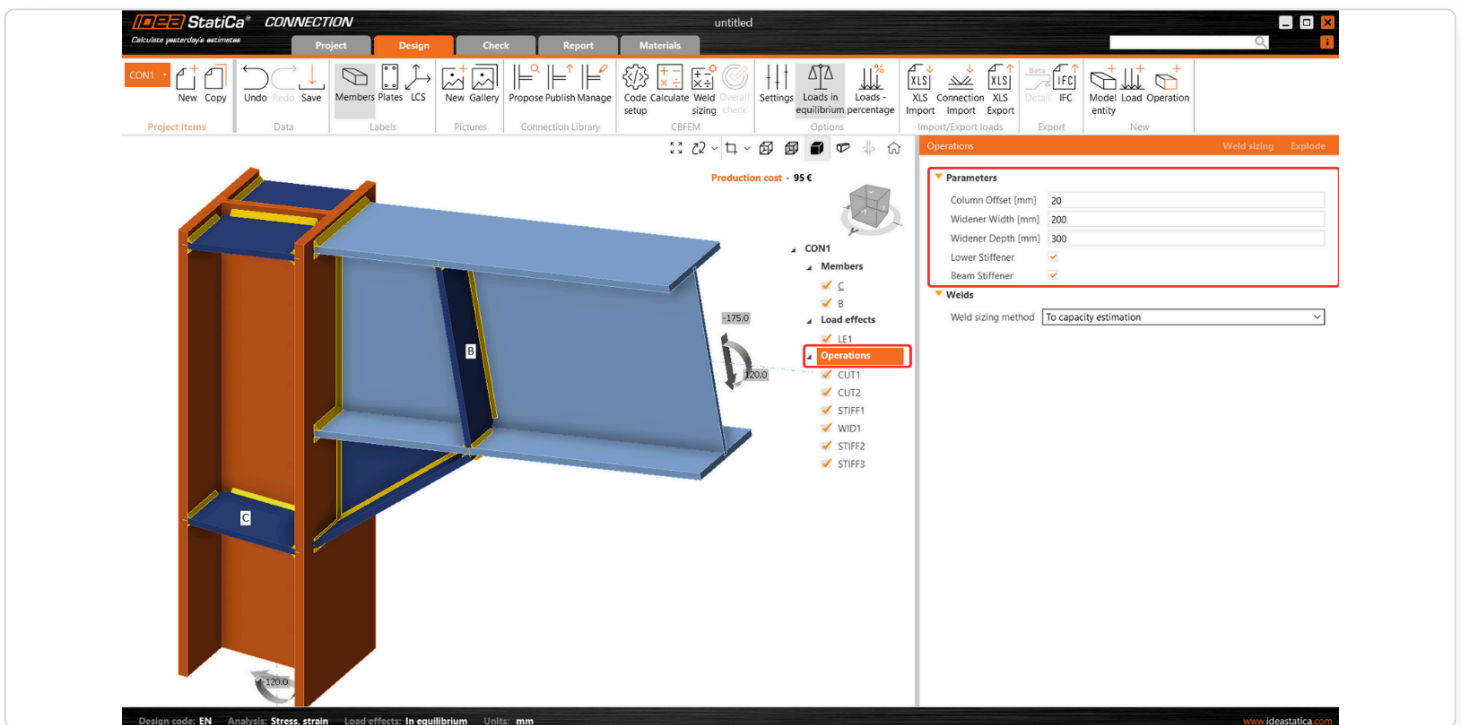 IDEA StatiCa® CONNECTION
untitled
Calculate yesterday's estimates
Project Design Check Report Materials
CON1
New Copy
Undo Redo Save
Members Plates LCS
New Gallery
Propose Publish Manage
Code setup Calculate Weld sizing Overall check
Settings Loads in equilibrium Loads - percentage
XLS Import Connection Import XLS Export
Beta
Detail IFC
Model entity Load Operation
Project items Data Labels Pictures Connection Library CBFEM Options Import/Export loads Export New
Production cost - 95 €
CON1
Members
C
B
Load effects
LE1
Operations
CUT1
CUT2
STIFF1
WID1
STIFF2
STIFF3
-175.0
120.0
B
C
-120.0
Operations Weld sizing Explode
Parameters
Column Offset [mm] 20
Widener Width [mm] 200
Widener Depth [mm] 300
Lower Stiffener
Beam Stiffener
Welds
Weld sizing method To capacity estimation
Design code: EN Analysis: Stress, strain Load effects: In equilibrium Units: mm
www.ideastatica.com